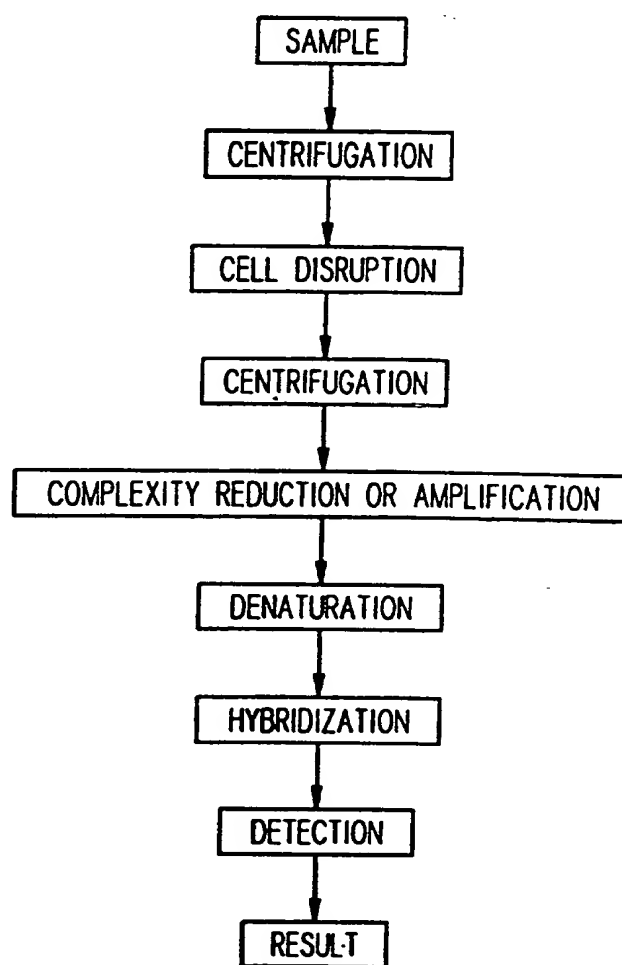 SAMPLE
CENTRIFUGATION
CELL DISRUPTION
CENTRIFUGATION
COMPLEXITY REDUCTION OR AMPLIFICATION
DENATURATION
HYBRIDIZATION
DETECTION
RESULT